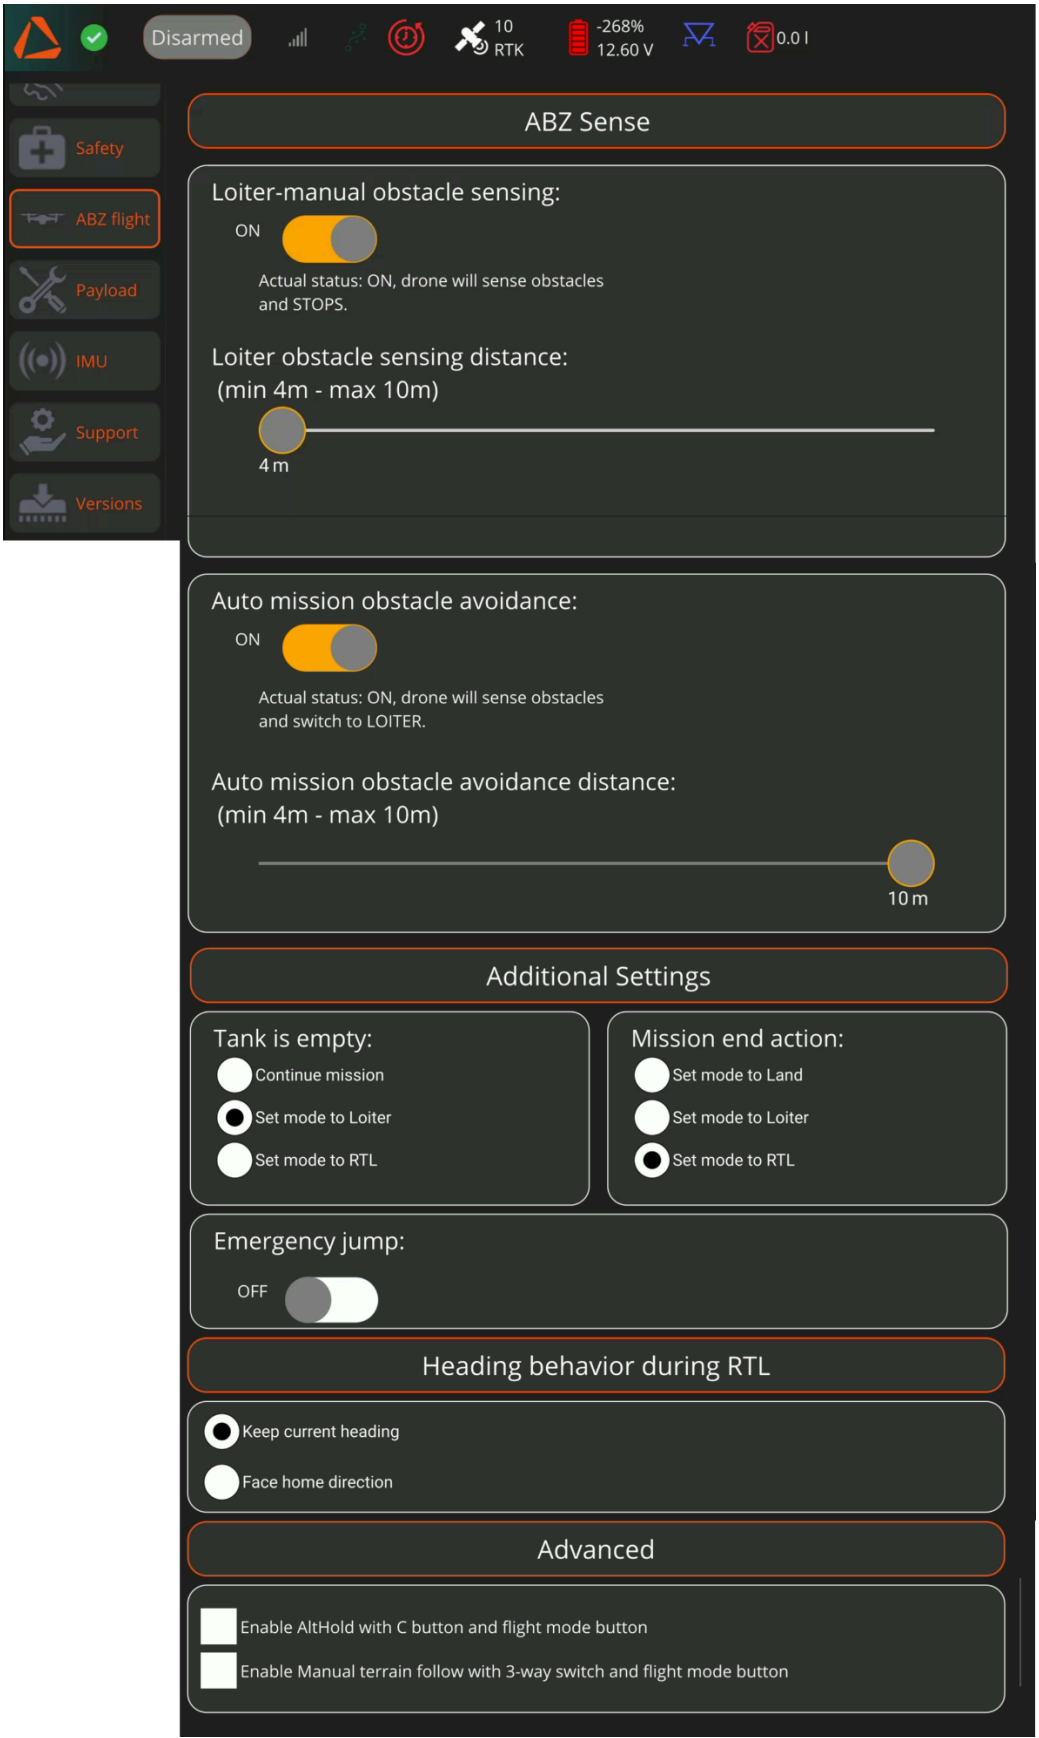 Disarmed
10
RTK
-268%
12.60 V
0.0 l
Safety
ABZ flight
Payload
IMU
Support
Versions
ABZ Sense
Loiter-manual obstacle sensing:
ON
Actual status: ON, drone will sense obstacles
and STOPS.
Loiter obstacle sensing distance:
(min 4m - max 10m)
4 m
Auto mission obstacle avoidance:
ON
Actual status: ON, drone will sense obstacles
and switch to LOITER.
Auto mission obstacle avoidance distance:
(min 4m - max 10m)
10 m
Additional Settings
Tank is empty:
Continue mission
Set mode to Loiter
Set mode to RTL
Mission end action:
Set mode to Land
Set mode to Loiter
Set mode to RTL
Emergency jump:
OFF
Heading behavior during RTL
Keep current heading
Face home direction
Advanced
Enable AltHold with C button and flight mode button
Enable Manual terrain follow with 3-way switch and flight mode button